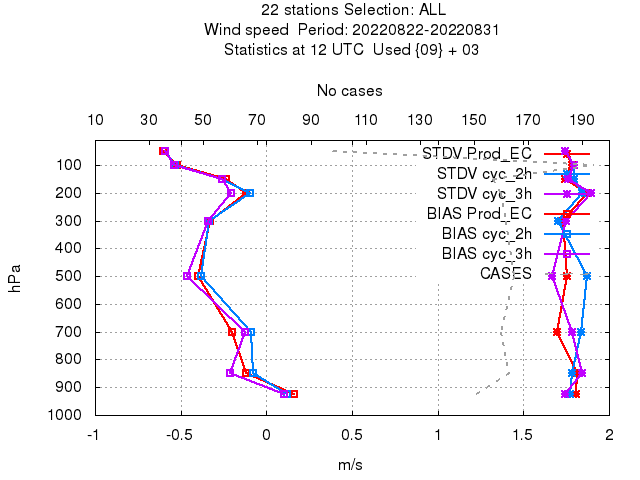 22 stations Selection: ALL
Wind speed  Period: 20220822-20220831
Statistics at 12 UTC  Used {09} + 03
No cases
10 30 50 70 90 110 130 150 170 190
STDV Prod_EC
100
STDV cyc_2h
200
STDV cyc_3h
300
BIAS Prod_EC
BIAS cyc_2h
400
BIAS cyc_3h
500
CASES
600
700
800
900
1000
hPa
-1 -0.5 0 0.5 1 1.5 2
m/s